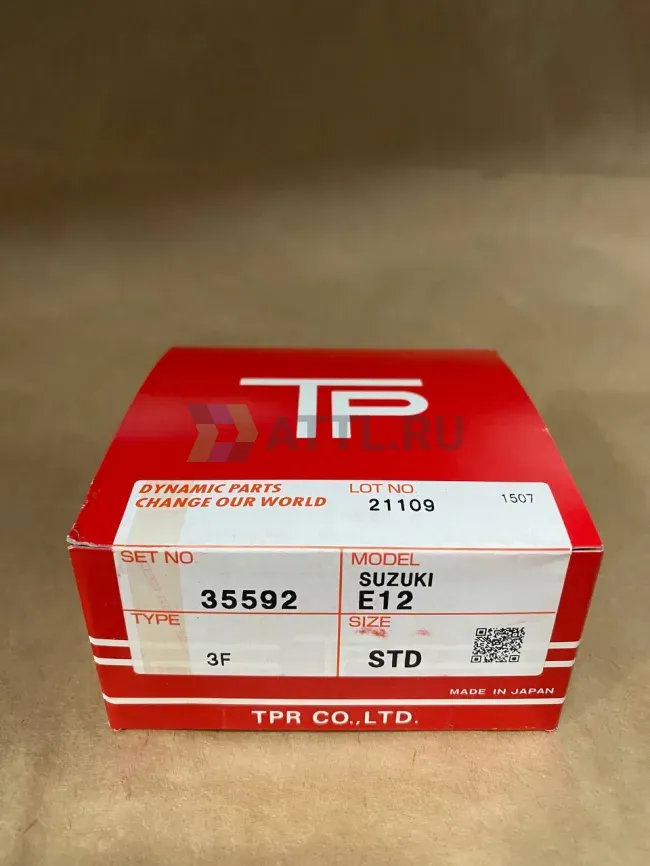 TP
ATTL.RU
DYNAMIC PARTS
CHANGE OUR WORLD
LOT NO.
21109
1507
SET NO.
35592
MODEL
SUZUKI
E12
TYPE
3F
SIZE
STD
MADE IN JAPAN
TPR CO.,LTD.